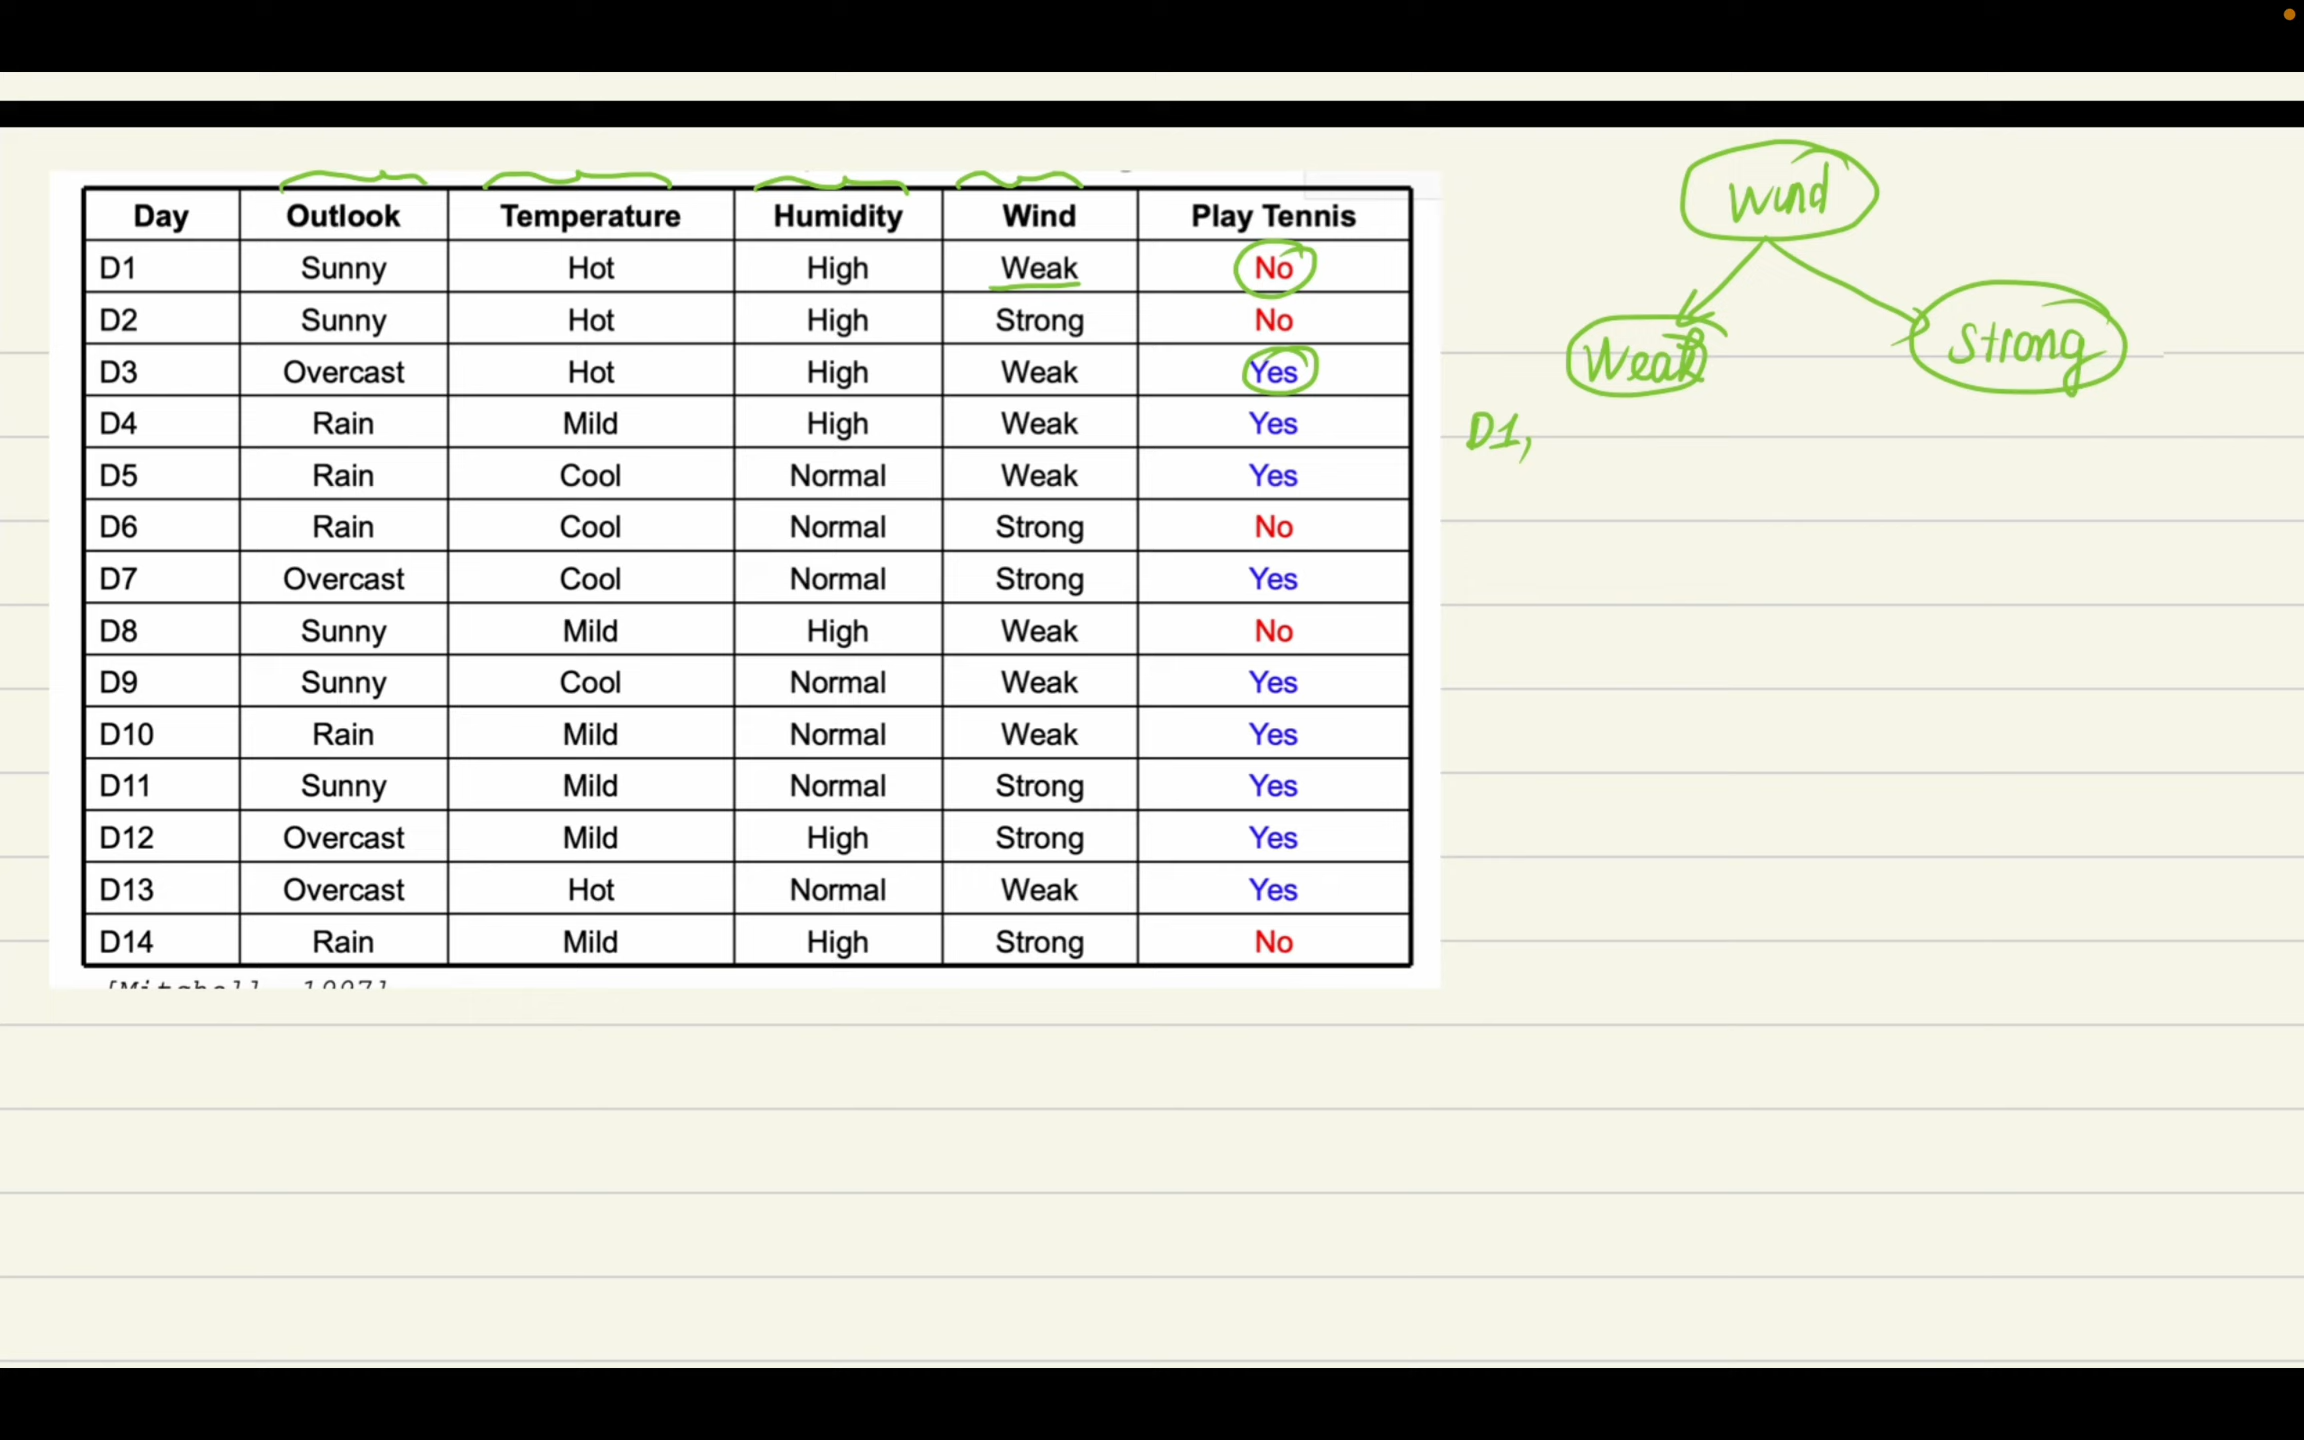 Day Outlook Temperature Humidity Wind Play Tennis
D1 Sunny Hot High Weak No
D2 Sunny Hot High Strong No
D3 Overcast Hot High Weak Yes
D4 Rain Mild High Weak Yes
D5 Rain Cool Normal Weak Yes
D6 Rain Cool Normal Strong No
D7 Overcast Cool Normal Strong Yes
D8 Sunny Mild High Weak No
D9 Sunny Cool Normal Weak Yes
D10 Rain Mild Normal Weak Yes
D11 Sunny Mild Normal Strong Yes
D12 Overcast Mild High Strong Yes
D13 Overcast Hot Normal Weak Yes
D14 Rain Mild High Strong No
Wind
Weak Strong
D1,